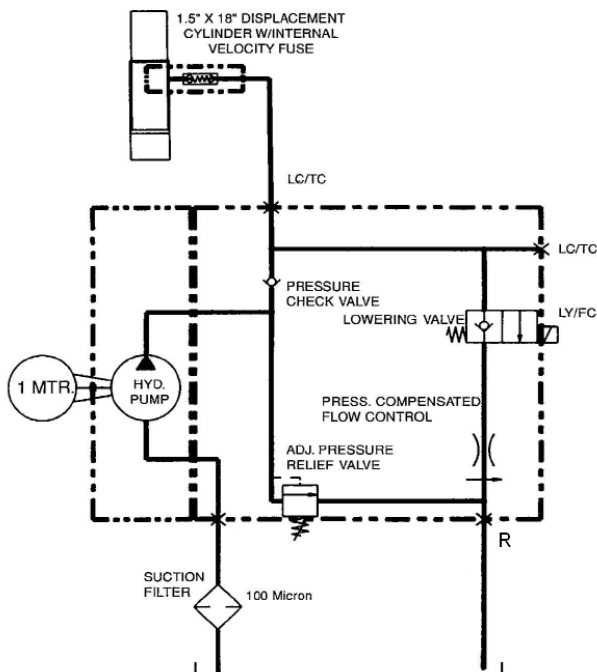 1.5" X 18" DISPLACEMENT
CYLINDER W/INTERNAL
VELOCITY FUSE
LC/TC
LC/TC
PRESSURE
CHECK VALVE
LOWERING VALVE
LY/FC
1 MTR.
HYD.
PUMP
PRESS. COMPENSATED
FLOW CONTROL
ADJ. PRESSURE
RELIEF VALVE
R
SUCTION
FILTER
100 Micron